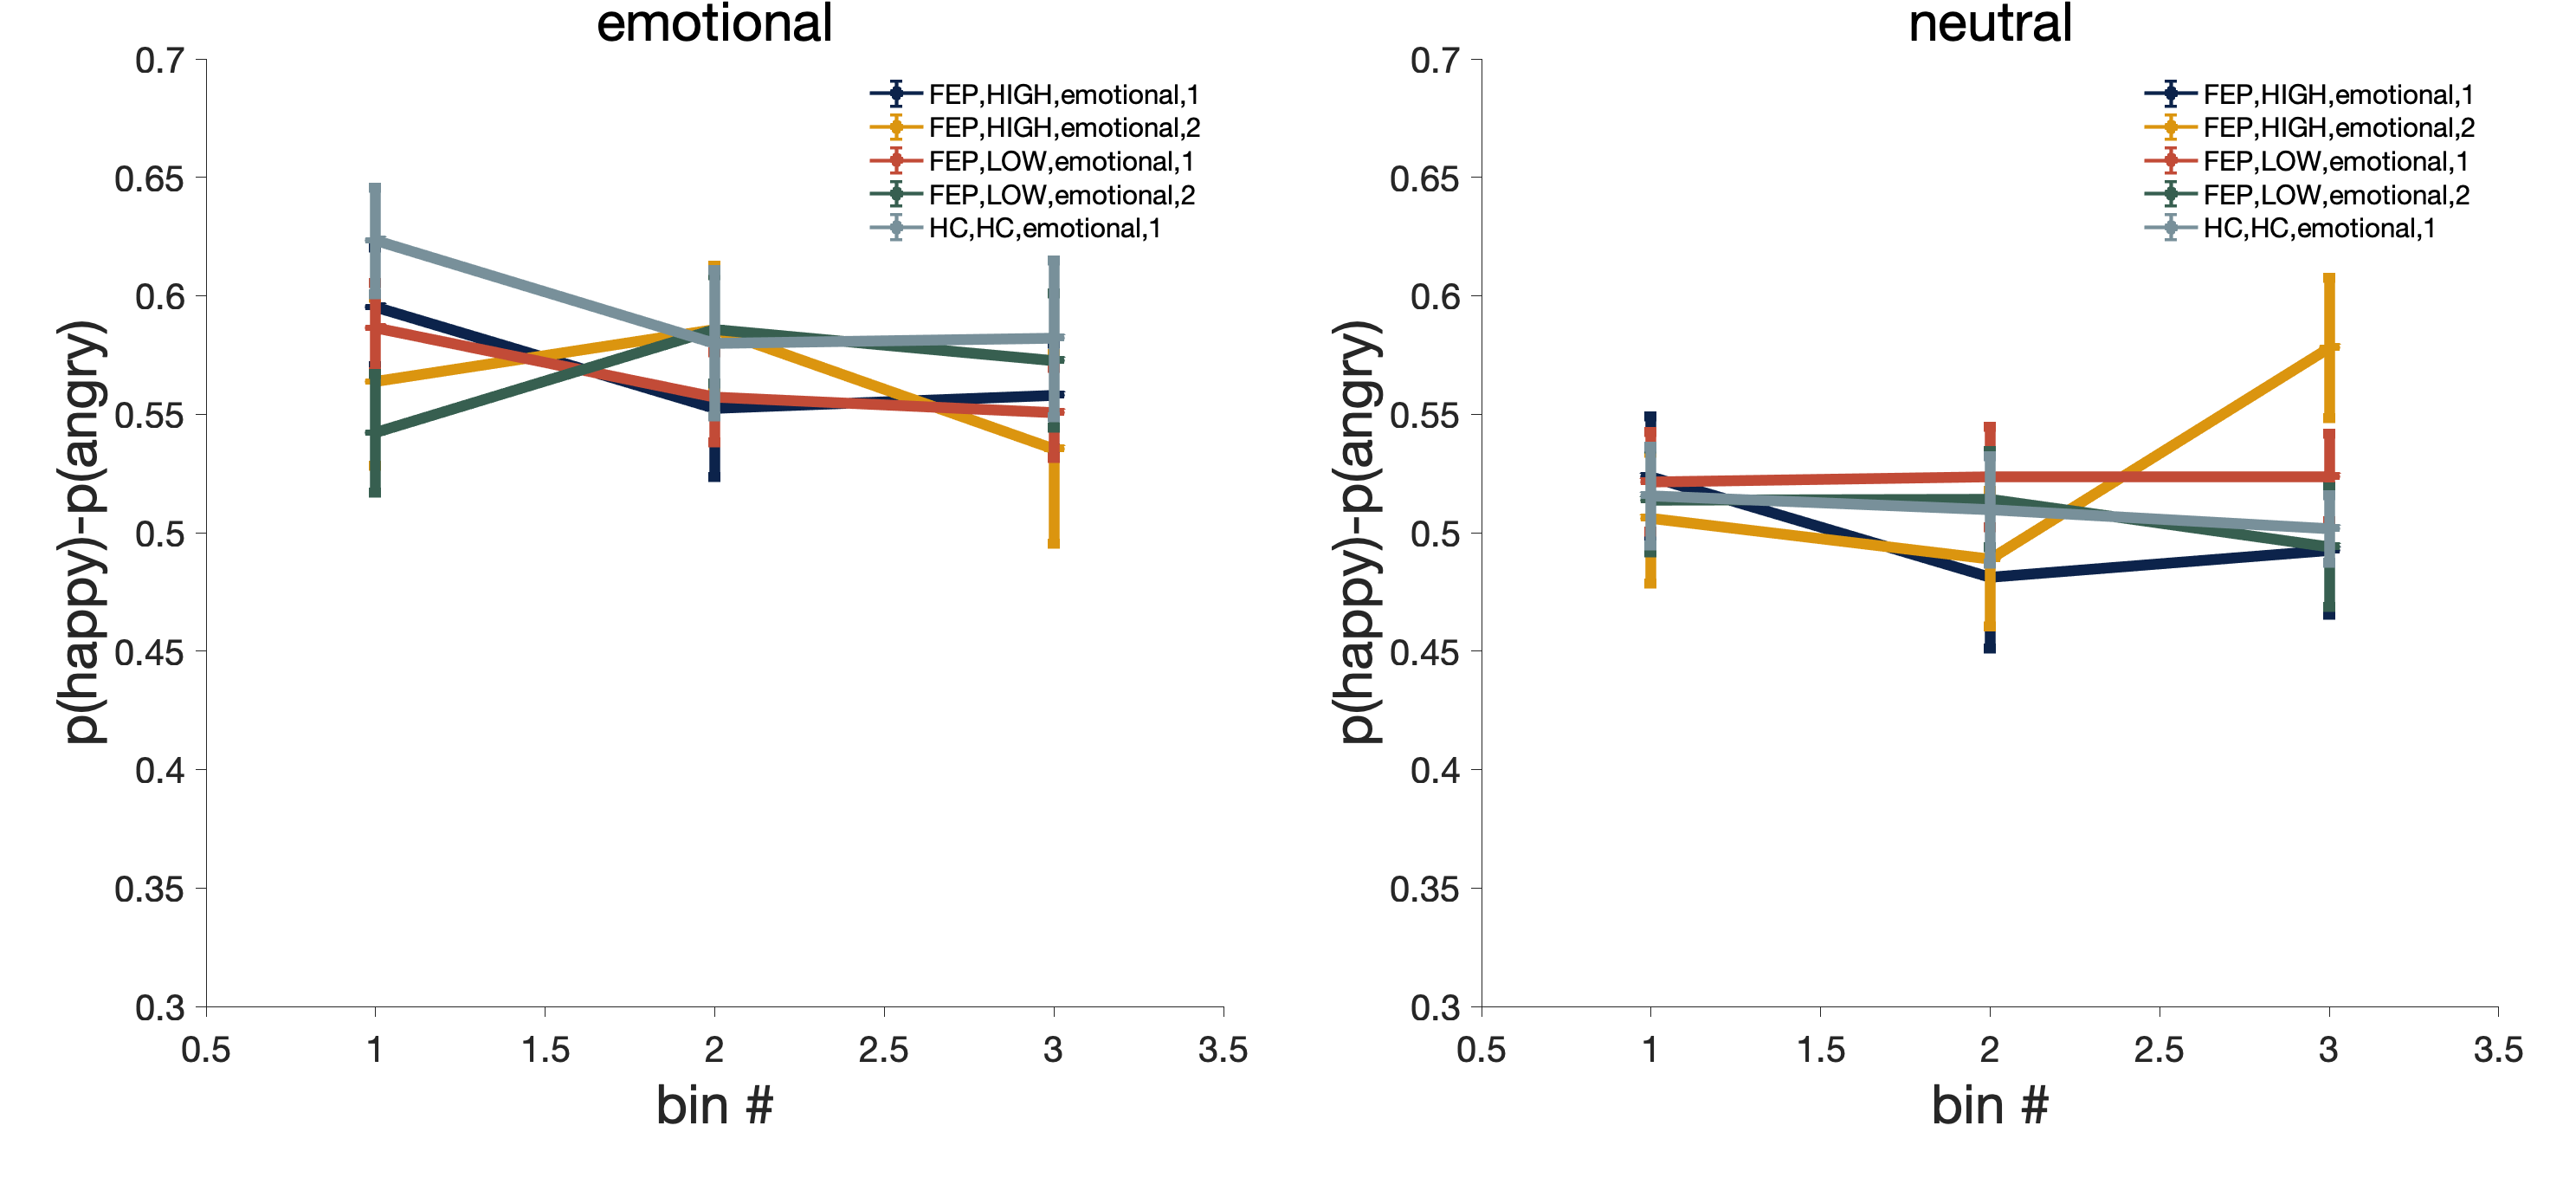 emotional
0.7
0.65
0.6
0.55
0.5
0.45
0.4
0.35
0.3
p(happy)-p(angry)
FEP,HIGH,emotional,1
FEP,HIGH,emotional,2
FEP,LOW,emotional,1
FEP,LOW,emotional,2
HC,HC,emotional,1
0.5 1 1.5 2 2.5 3 3.5
bin #
neutral
0.7
0.65
0.6
0.55
0.5
0.45
0.4
0.35
0.3
p(happy)-p(angry)
FEP,HIGH,emotional,1
FEP,HIGH,emotional,2
FEP,LOW,emotional,1
FEP,LOW,emotional,2
HC,HC,emotional,1
0.5 1 1.5 2 2.5 3 3.5
bin #